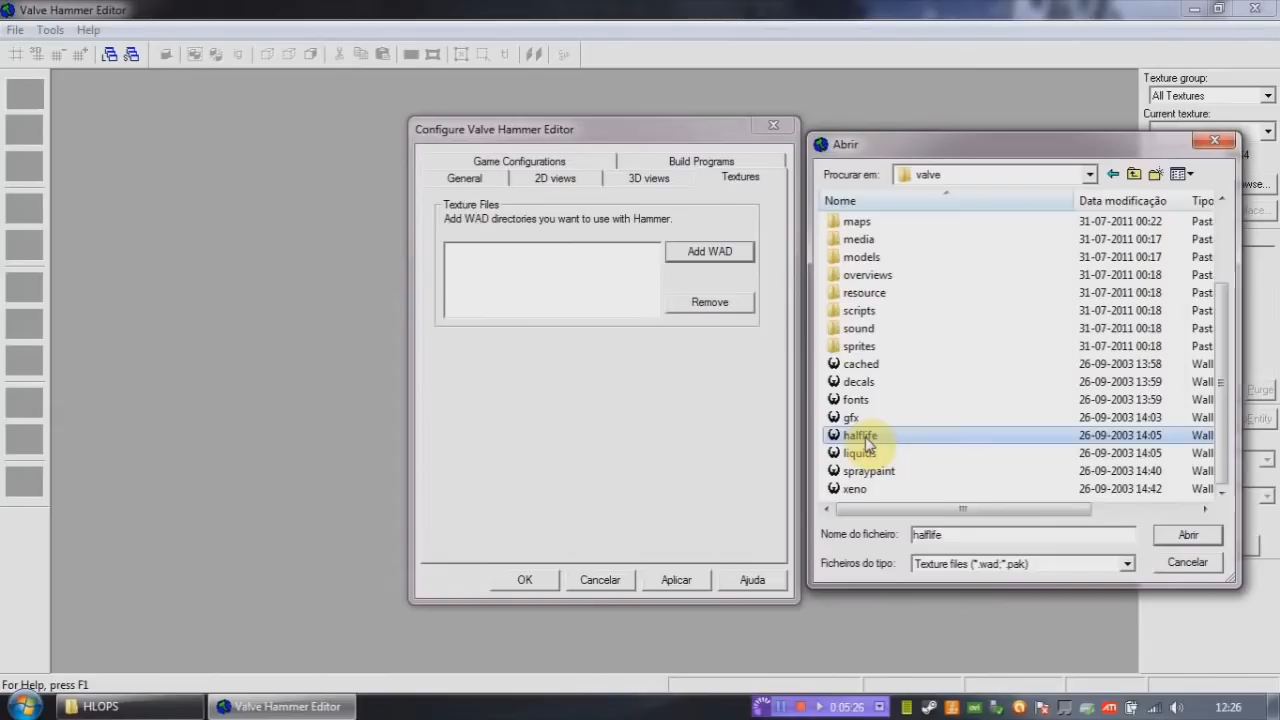 Valve Hammer Editor
File Tools Help
Texture group:
All Textures
Current texture:
Configure Valve Hammer Editor
Game Configurations
Build Programs
General
2D views
3D views
Textures
Texture Files
Add WAD directories you want to use with Hammer.
Add WAD
Remove
OK
Cancelar
Aplicar
Ajuda
Abrir
Procurar em:
valve
Nome Data modificação Tipo
maps 31-07-2011 00:22 Past
media 31-07-2011 00:17 Past
models 31-07-2011 00:17 Past
overviews 31-07-2011 00:18 Past
resource 31-07-2011 00:18 Past
scripts 31-07-2011 00:18 Past
sound 31-07-2011 00:18 Past
sprites 31-07-2011 00:18 Past
cached 26-09-2003 13:58 Wall
decals 26-09-2003 13:59 Wall
fonts 26-09-2003 13:59 Wall
gfx 26-09-2003 14:03 Wall
halflife 26-09-2003 14:05 Wall
liquids 26-09-2003 14:05 Wall
spraypaint 26-09-2003 14:40 Wall
xeno 26-09-2003 14:42 Wall
Nome do ficheiro:
halflife
Abrir
Ficheiros do tipo:
Texture files (*.wad;*.pak)
Cancelar
Purge
For Help, press F1
HLOPS
Valve Hammer Editor
05:26
12:26